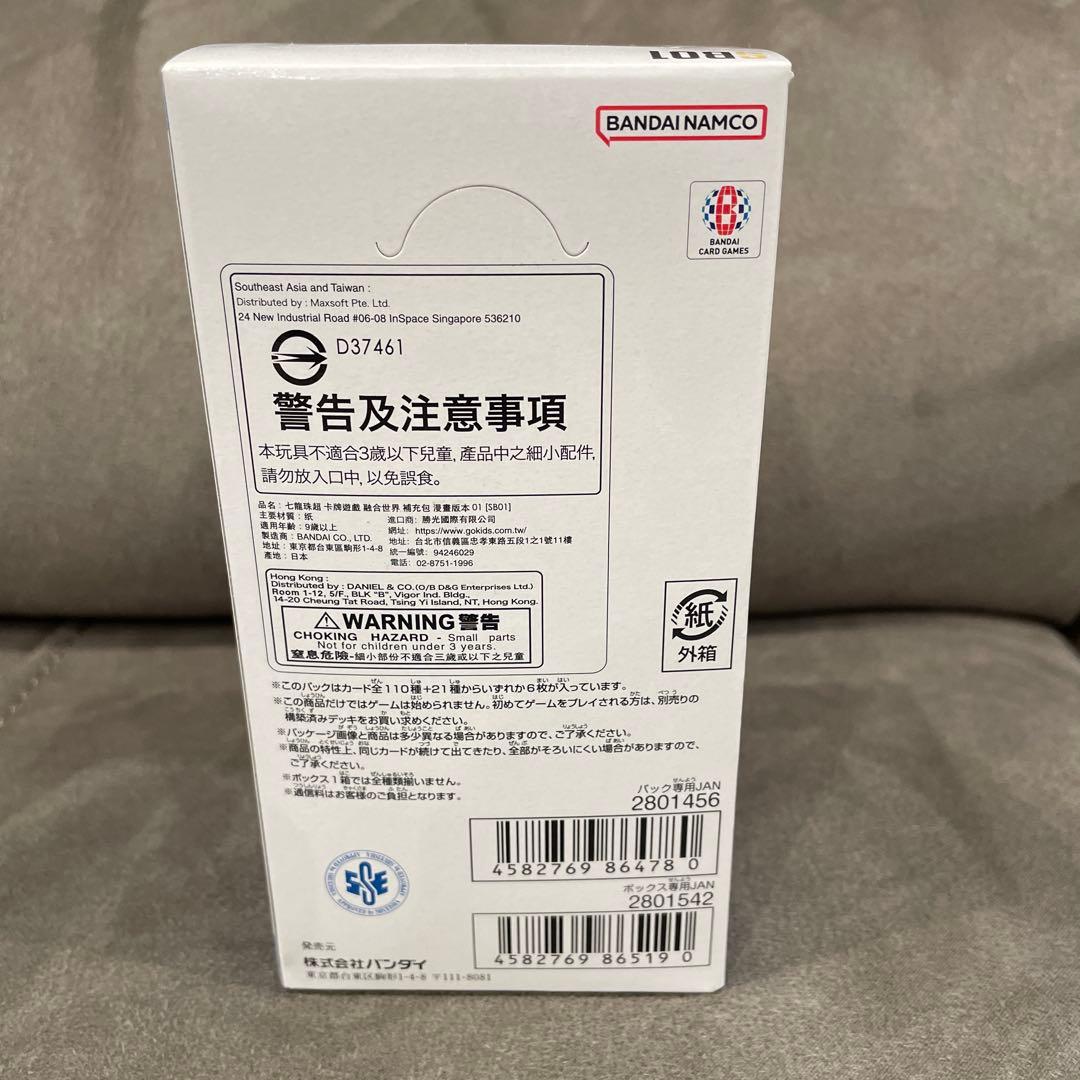 SB01
BANDAI NAMCO
BANDAI
CARD GAMES
Southeast Asia and Taiwan :
Distributed by : Maxsoft Pte. Ltd.
24 New Industrial Road #06-08 InSpace Singapore 536210
D37461
警告及注意事項
本玩具不適合3歲以下兒童,產品中之細小配件,
請勿放入口中,以免誤食。
品名：七龍珠超 卡牌遊戲 融合世界 補充包 漫畫版本 01 [SB01]
主要材質：紙
適用年齡：9歲以上
製造商：BANDAI CO., LTD.
地址：東京都台東區駒形1-4-8
產地：日本
進口商：勝光國際有限公司
網址：https://www.gokids.com.tw/
地址：台北市信義區忠孝東路五段1之1號11樓
統一編號：94246029
電話：02-8751-1996
Hong Kong :
Distributed by : DANIEL & CO.(O/B D&G Enterprises Ltd.)
Room 1-12, 5/F., BLK "B", Vigor Ind. Bldg.,
14-20 Cheung Tat Road, Tsing Yi Island, NT, Hong Kong.
WARNING 警告
CHOKING HAZARD - Small parts
Not for children under 3 years.
窒息危險-細小部份不適合三歲或以下之兒童
紙
外箱
※このパックはカード全110種+21種からいずれか6枚が入っています。
※この商品だけではゲームは始められません。初めてゲームをプレイされる方は、別売りの
構築済みデッキをお買い求めください。
※パッケージ画像と商品は多少異なる場合がありますので、ご了承ください。
※商品の特性上、同じカードが続けて出てきたり、全部がそろいにくい場合がありますので、
ご了承ください。
※ボックス1箱では全種類揃いません。
※通信料はお客様のご負担となります。
パック専用JAN
2801456
4582769 864780
ボックス専用JAN
2801542
4582769 865190
SSE
発売元
株式会社バンダイ
東京都台東区駒形1-4-8 〒111-8081